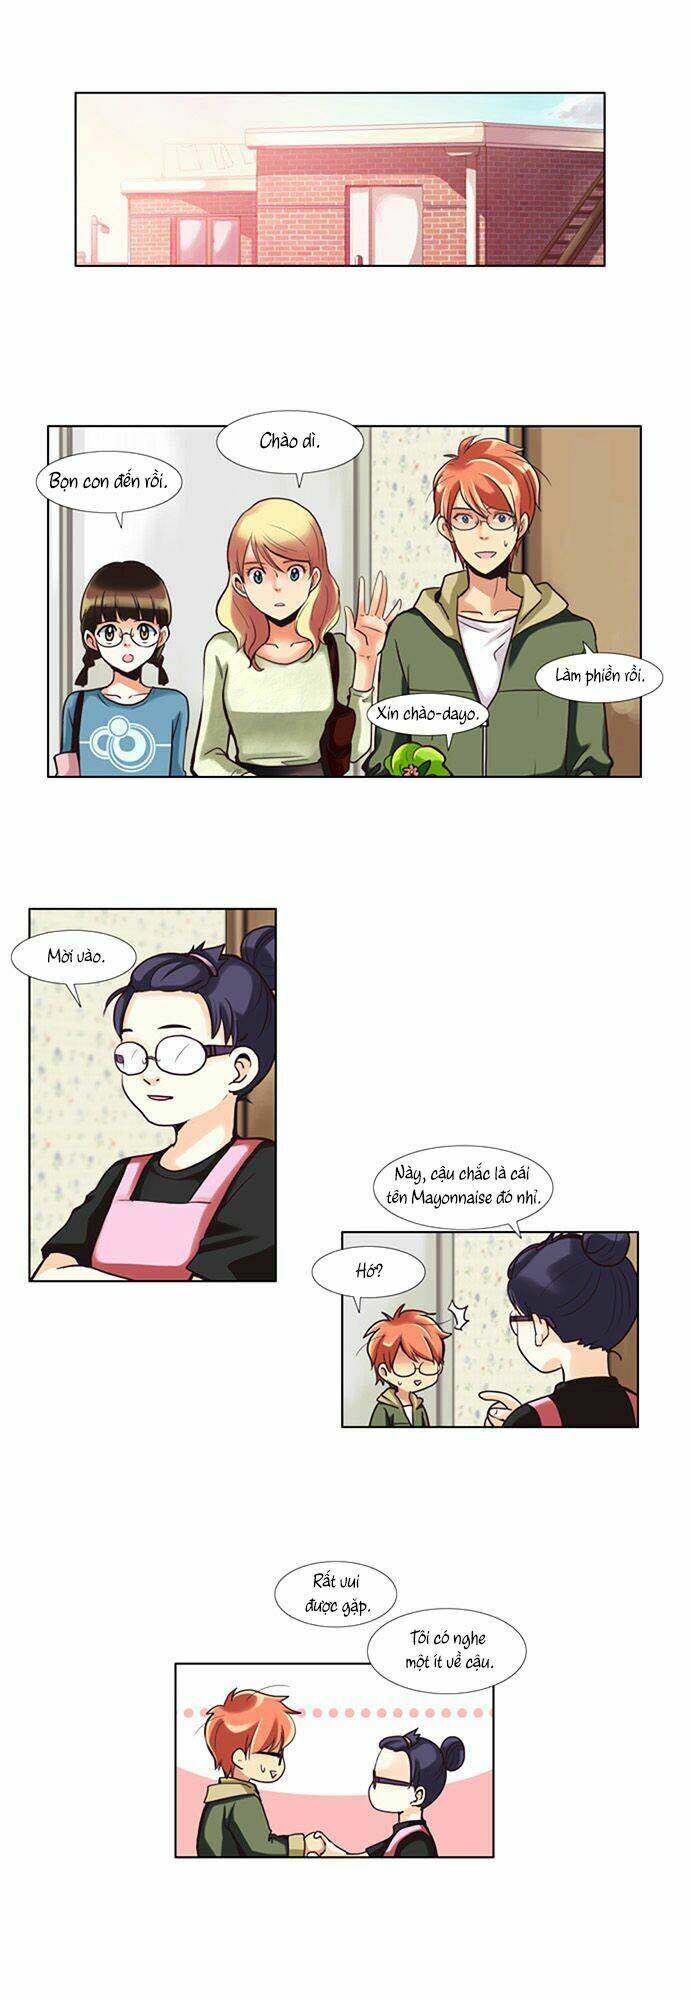 Chào dì.
Bọn con đến rồi.
Làm phiền rồi.
Xin chào-dayo.
Mời vào.
Này, cậu chắc là cái
tên Mayonnaise đó nhỉ.
Hớ?
Rất vui
được gặp.
Tôi có nghe
một ít về cậu.